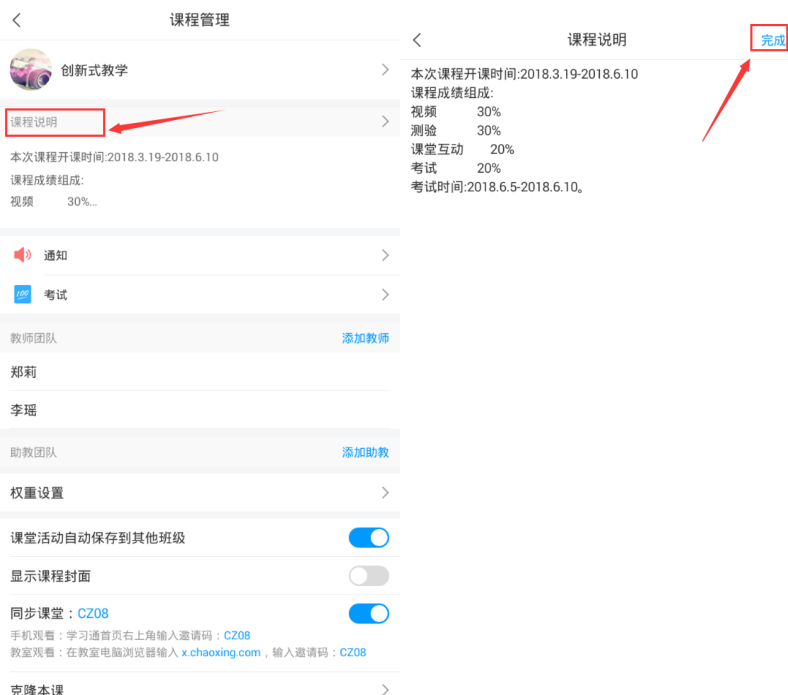 课程管理
创新式教学
课程说明
本次课程开课时间:2018.3.19-2018.6.10
课程成绩组成:
视频 30%...
通知
100
考试
教师团队 添加教师
郑莉
李瑶
助教团队 添加助教
权重设置
课堂活动自动保存到其他班级
显示课程封面
同步课堂：CZ08
手机观看：学习通首页右上角输入邀请码：CZ08
教室观看：在教室电脑浏览器输入 x.chaoxing.com，输入邀请码：CZ08
克隆本课
课程说明 完成
本次课程开课时间:2018.3.19-2018.6.10
课程成绩组成:
视频 30%
测验 30%
课堂互动 20%
考试 20%
考试时间:2018.6.5-2018.6.10。